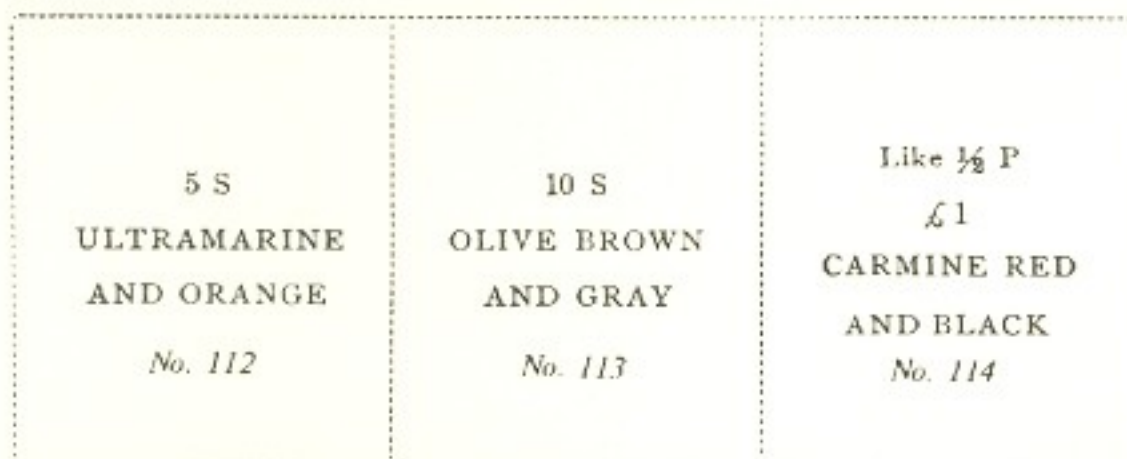 5 S
ULTRAMARINE
AND ORANGE
No. 112
10 S
OLIVE BROWN
AND GRAY
No. 113
Like ½ P
£1
CARMINE RED
AND BLACK
No. 114